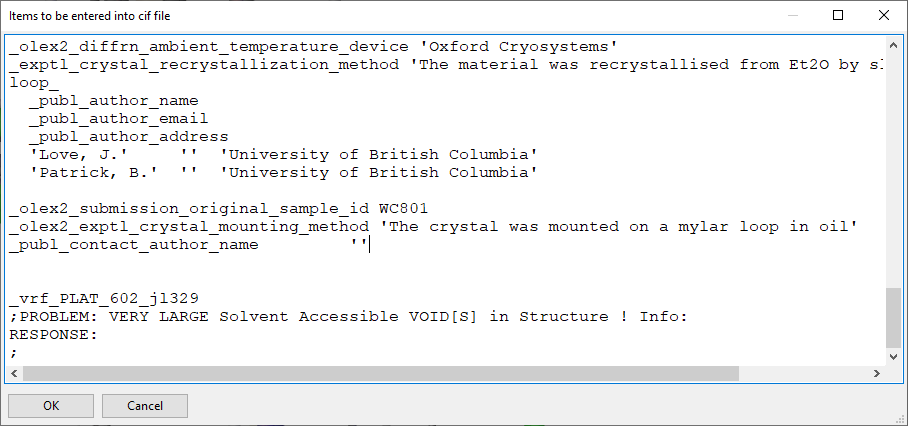 Items to be entered into cif file
_olex2_diffrn_ambient_temperature_device 'Oxford Cryosystems'
_exptl_crystal_recrystallization_method 'The material was recrystallised from Et2O by
loop_
_publ_author_name
_publ_author_email
_publ_author_address
'Love, J.' '' 'University of British Columbia'
'Patrick, B.' '' 'University of British Columbia'
_olex2_submission_original_sample_id WC801
_olex2_exptl_crystal_mounting_method 'The crystal was mounted on a mylar loop in oil'
_publ_contact_author_name ''
_vrf_PLAT_602_jl329
;PROBLEM: VERY LARGE Solvent Accessible VOID[S] in Structure ! Info:
RESPONSE:
;
OK Cancel